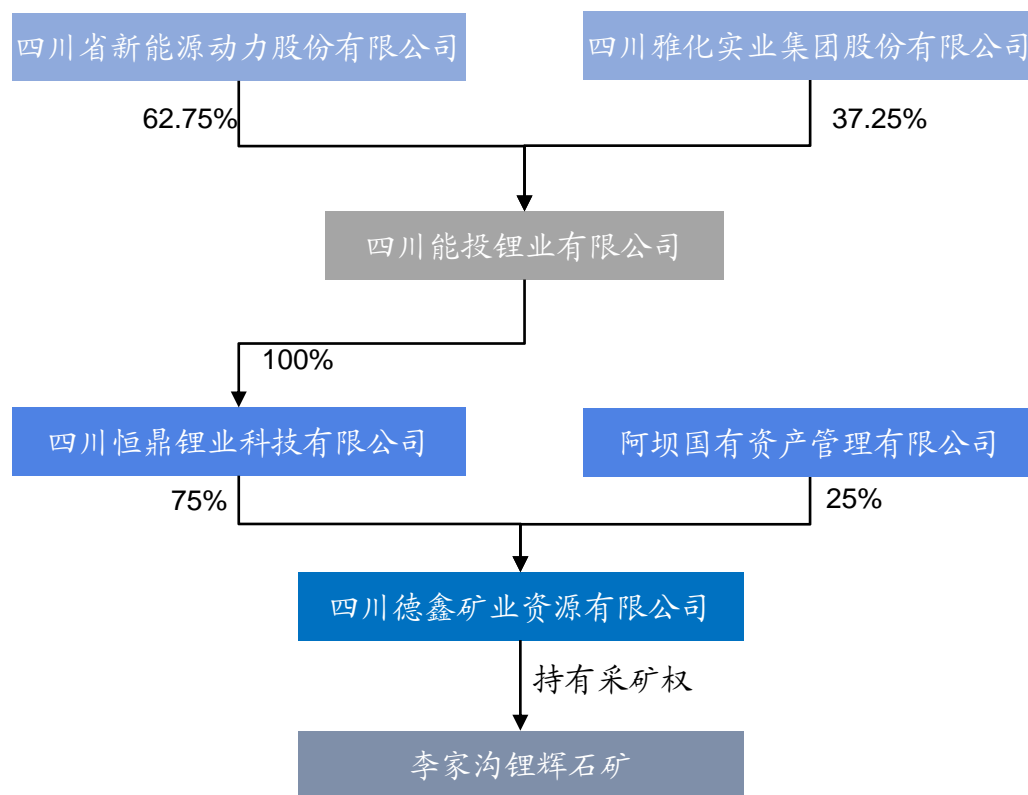 四川省新能源动力股份有限公司
四川雅化实业集团股份有限公司
62.75%
37.25%
四川能投锂业有限公司
100%
四川恒鼎锂业科技有限公司
阿坝国有资产管理有限公司
75%
25%
四川德鑫矿业资源有限公司
持有采矿权
李家沟锂辉石矿